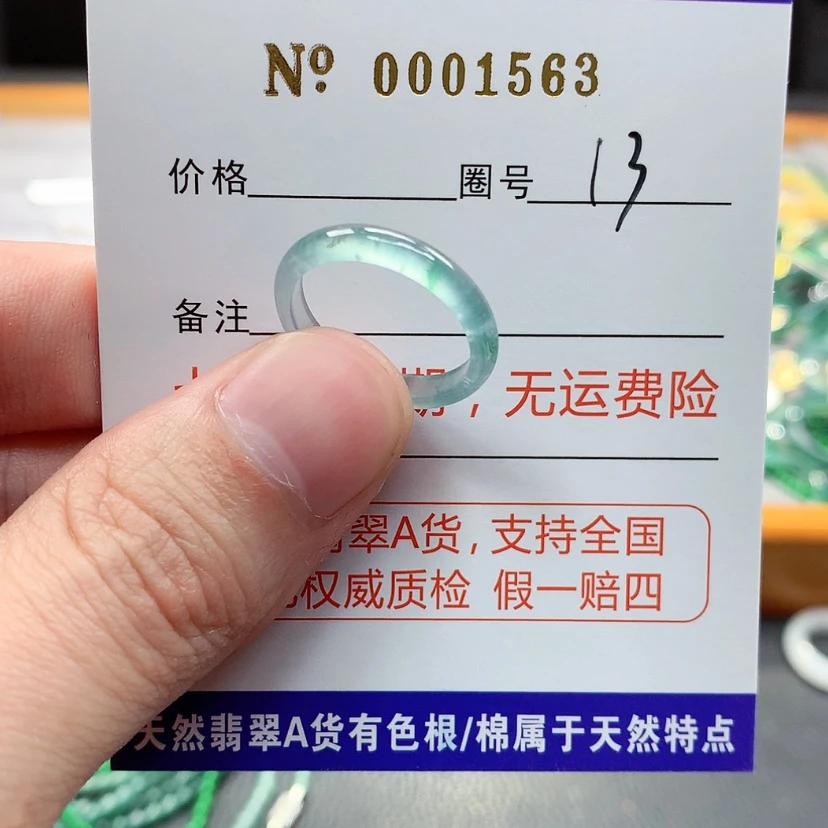 Nº 0001563
价格 圈号 13
备注
期，无运费险
翠A货，支持全国
权威质检 假一赔四
天然翡翠A货有色根/棉属于天然特点